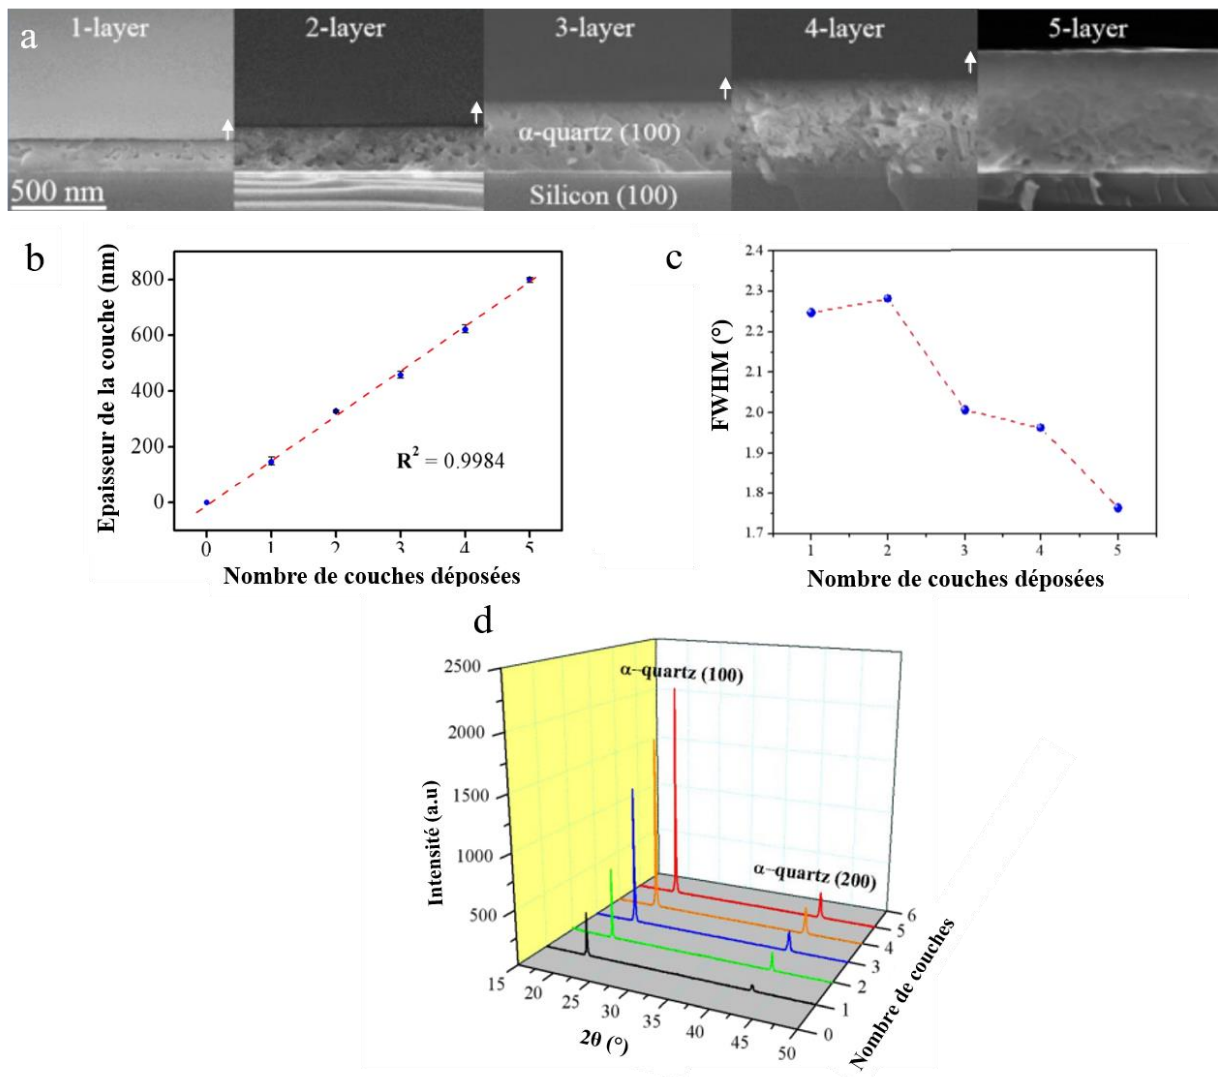 a
1-layer
2-layer
3-layer
4-layer
5-layer
α-quartz (100)
500 nm
Silicon (100)
b
Epaisseur de la couche (nm)
800
600
400
200
0
R² = 0.9984
0 1 2 3 4 5
Nombre de couches déposées
c
FWHM (°)
2.4
2.3
2.2
2.1
2.0
1.9
1.8
1.7
1 2 3 4 5
Nombre de couches déposées
d
α-quartz (100)
Intensité (a.u)
2500
2000
1500
1000
500
α-quartz (200)
15 20 25 30 35 40 45 50
2θ (°)
6
5
4
3
2
1
0
Nombre de couches